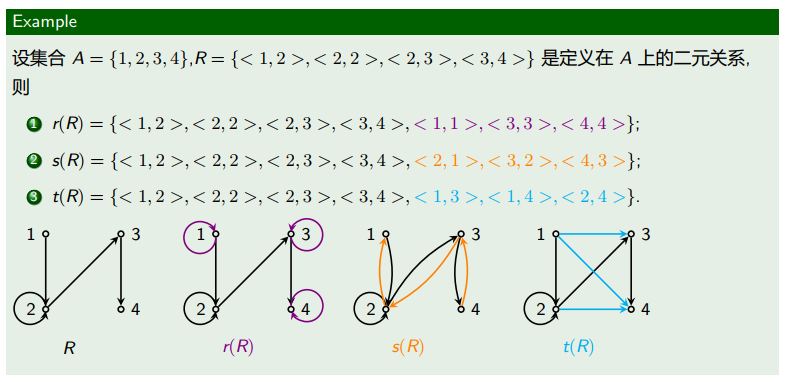 Example
设集合 A = {1, 2, 3, 4},R = {< 1, 2 >, < 2, 2 >, < 2, 3 >, < 3, 4 >} 是定义在 A 上的二元关系,
则
1 r(R) = {< 1, 2 >, < 2, 2 >, < 2, 3 >, < 3, 4 >, < 1, 1 >, < 3, 3 >, < 4, 4 >};
2 s(R) = {< 1, 2 >, < 2, 2 >, < 2, 3 >, < 3, 4 >, < 2, 1 >, < 3, 2 >, < 4, 3 >};
3 t(R) = {< 1, 2 >, < 2, 2 >, < 2, 3 >, < 3, 4 >, < 1, 3 >, < 1, 4 >, < 2, 4 >}.
1 3 1 3 1 3 1 3
2 4 2 4 2 4 2 4
R r(R) s(R) t(R)